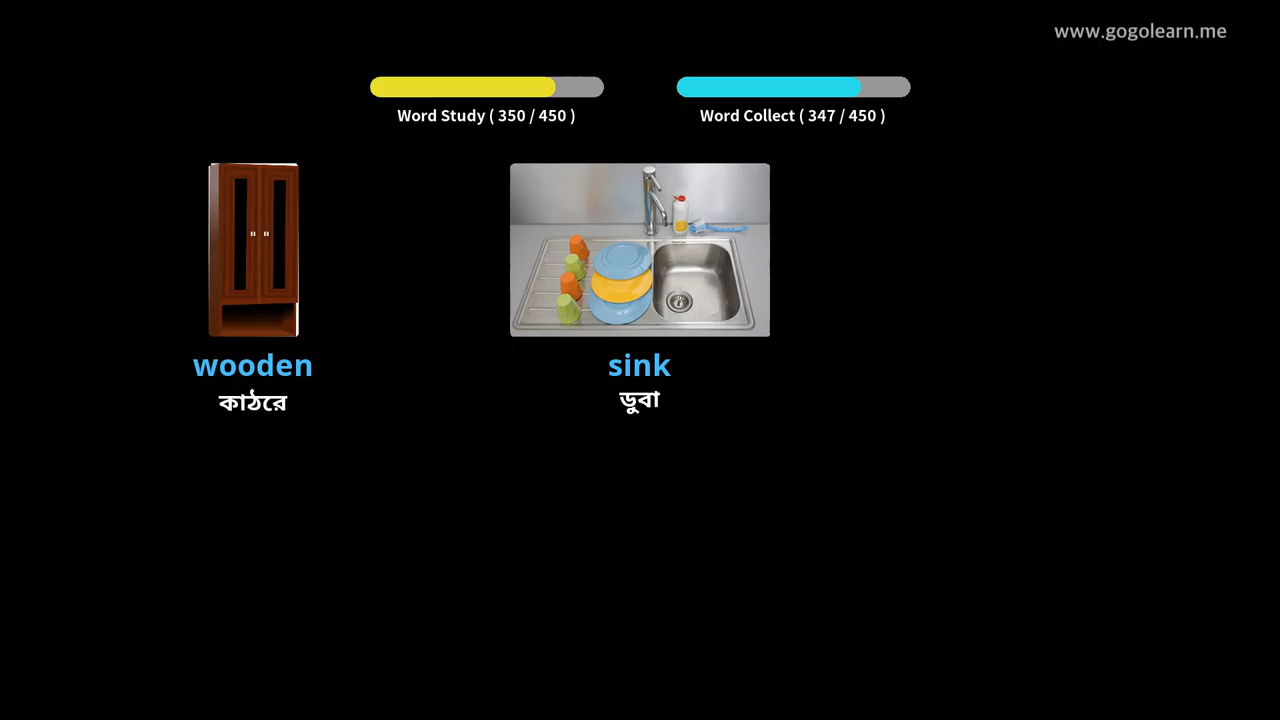 www.gogolearn.me
Word Study ( 350 / 450 )
Word Collect ( 347 / 450 )
wooden
কাঠরে
sink
ডুবা